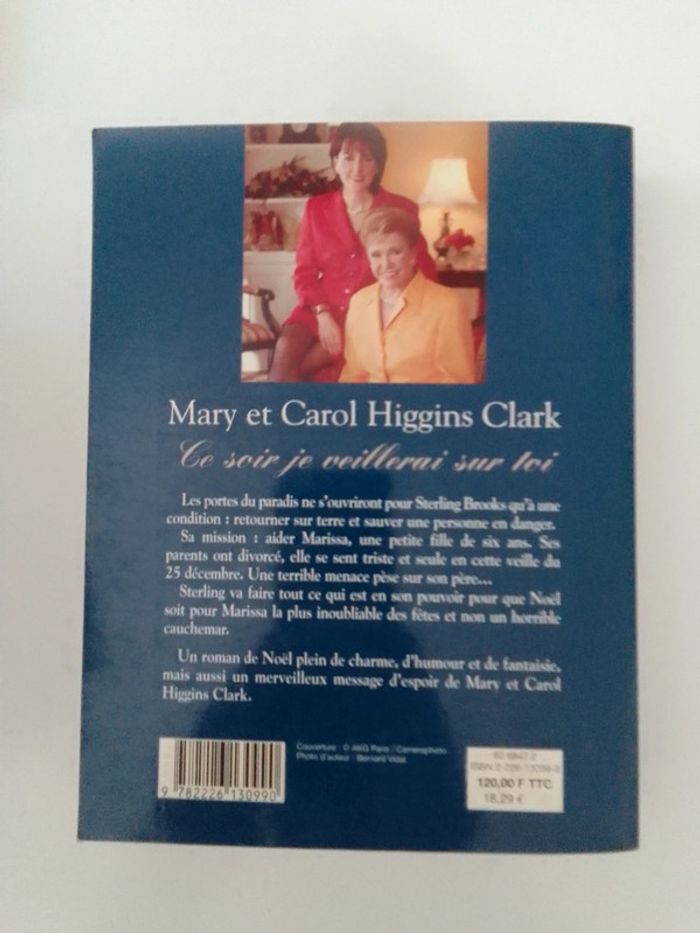 Mary et Carol Higgins Clark
Ce soir je veillerai sur toi
Les portes du paradis ne s'ouvriront pour Sterling Brooks qu'à une
condition : retourner sur terre et sauver une personne en danger.
Sa mission : aider Marissa, une petite fille de six ans. Ses
parents ont divorcé, elle se sent triste et seule en cette veille du
25 décembre. Une terrible menace pèse sur son père...
Sterling va faire tout ce qui est en son pouvoir pour que Noël
soit pour Marissa la plus inoubliable des fêtes et non un horrible
cauchemar.
Un roman de Noël plein de charme, d'humour et de fantaisie,
mais aussi un merveilleux message d'espoir de Mary et Carol
Higgins Clark.
Couverture : © AKG Paris / Cameraphoto
Photo d'auteur : Bernard Vidal
9 782226 130990
ISBN 2-226-13099-0
120,00 F TTC
18,29 €